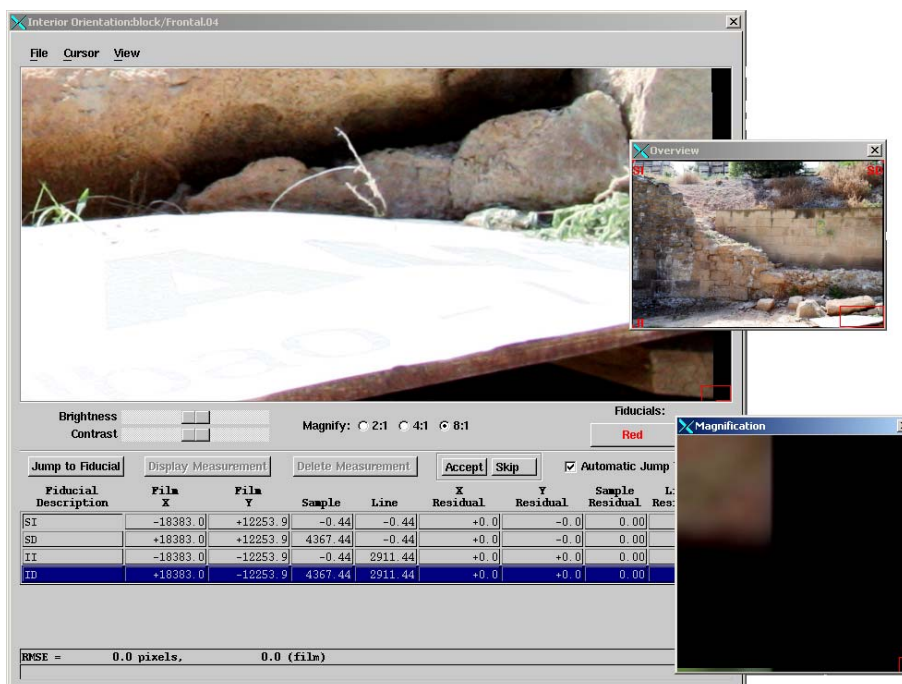 Interior Orientation:block/Frontal.04
File Cursor View
Overview
SI
II
Brightness
Contrast
Magnify: 2:1 4:1 8:1
Fiducials:
Red
Magnification
Jump to Fiducial Display Measurement Delete Measurement Accept Skip Automatic Jump
Fiducial Description Film X Film Y Sample Line X Residual Y Residual Sample Residual
SI -18383.0 +12253.9 -0.44 -0.44 +0.0 -0.0 0.00
SD +18383.0 +12253.9 4367.44 -0.44 +0.0 -0.0 0.00
II -18383.0 -12253.9 -0.44 2911.44 +0.0 +0.0 0.00
ID +18383.0 -12253.9 4367.44 2911.44 +0.0 +0.0 0.00
RMSE = 0.0 pixels, 0.0 (film)